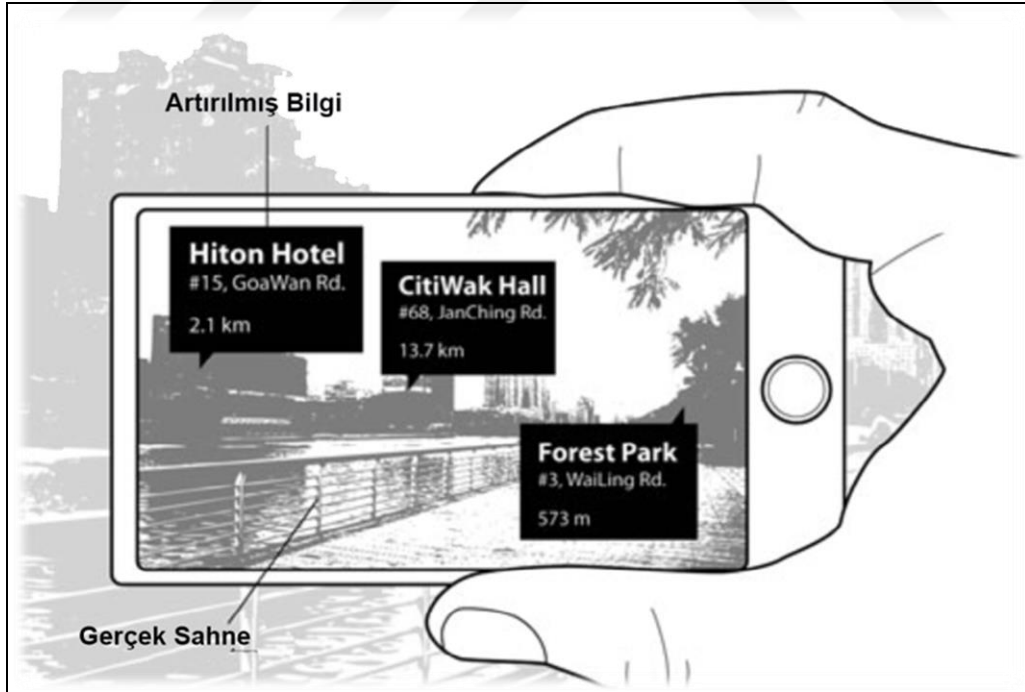 Artırılmış Bilgi
Hiton Hotel
#15, GoaWan Rd.
2.1 km
CitiWak Hall
#68, JanChing Rd.
13.7 km
Forest Park
#3, WaiLing Rd.
573 m
Gerçek Sahne